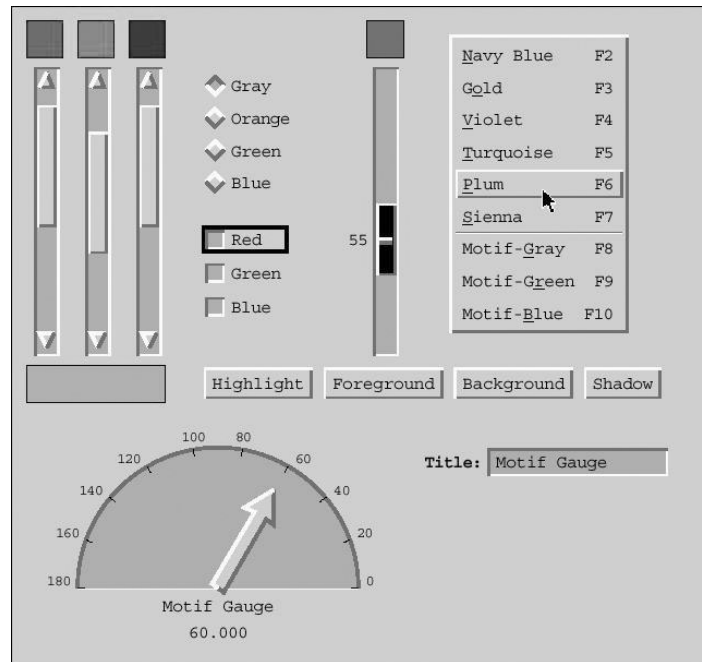 Gray
Orange
Green
Blue
Red
Green
Blue
55
Navy Blue F2
Gold F3
Violet F4
Turquoise F5
Plum F6
Sienna F7
Motif-Gray F8
Motif-Green F9
Motif-Blue F10
Highlight Foreground Background Shadow
180 160 140 120 100 80 60 40 20 0
Motif Gauge
60.000
Title: Motif Gauge